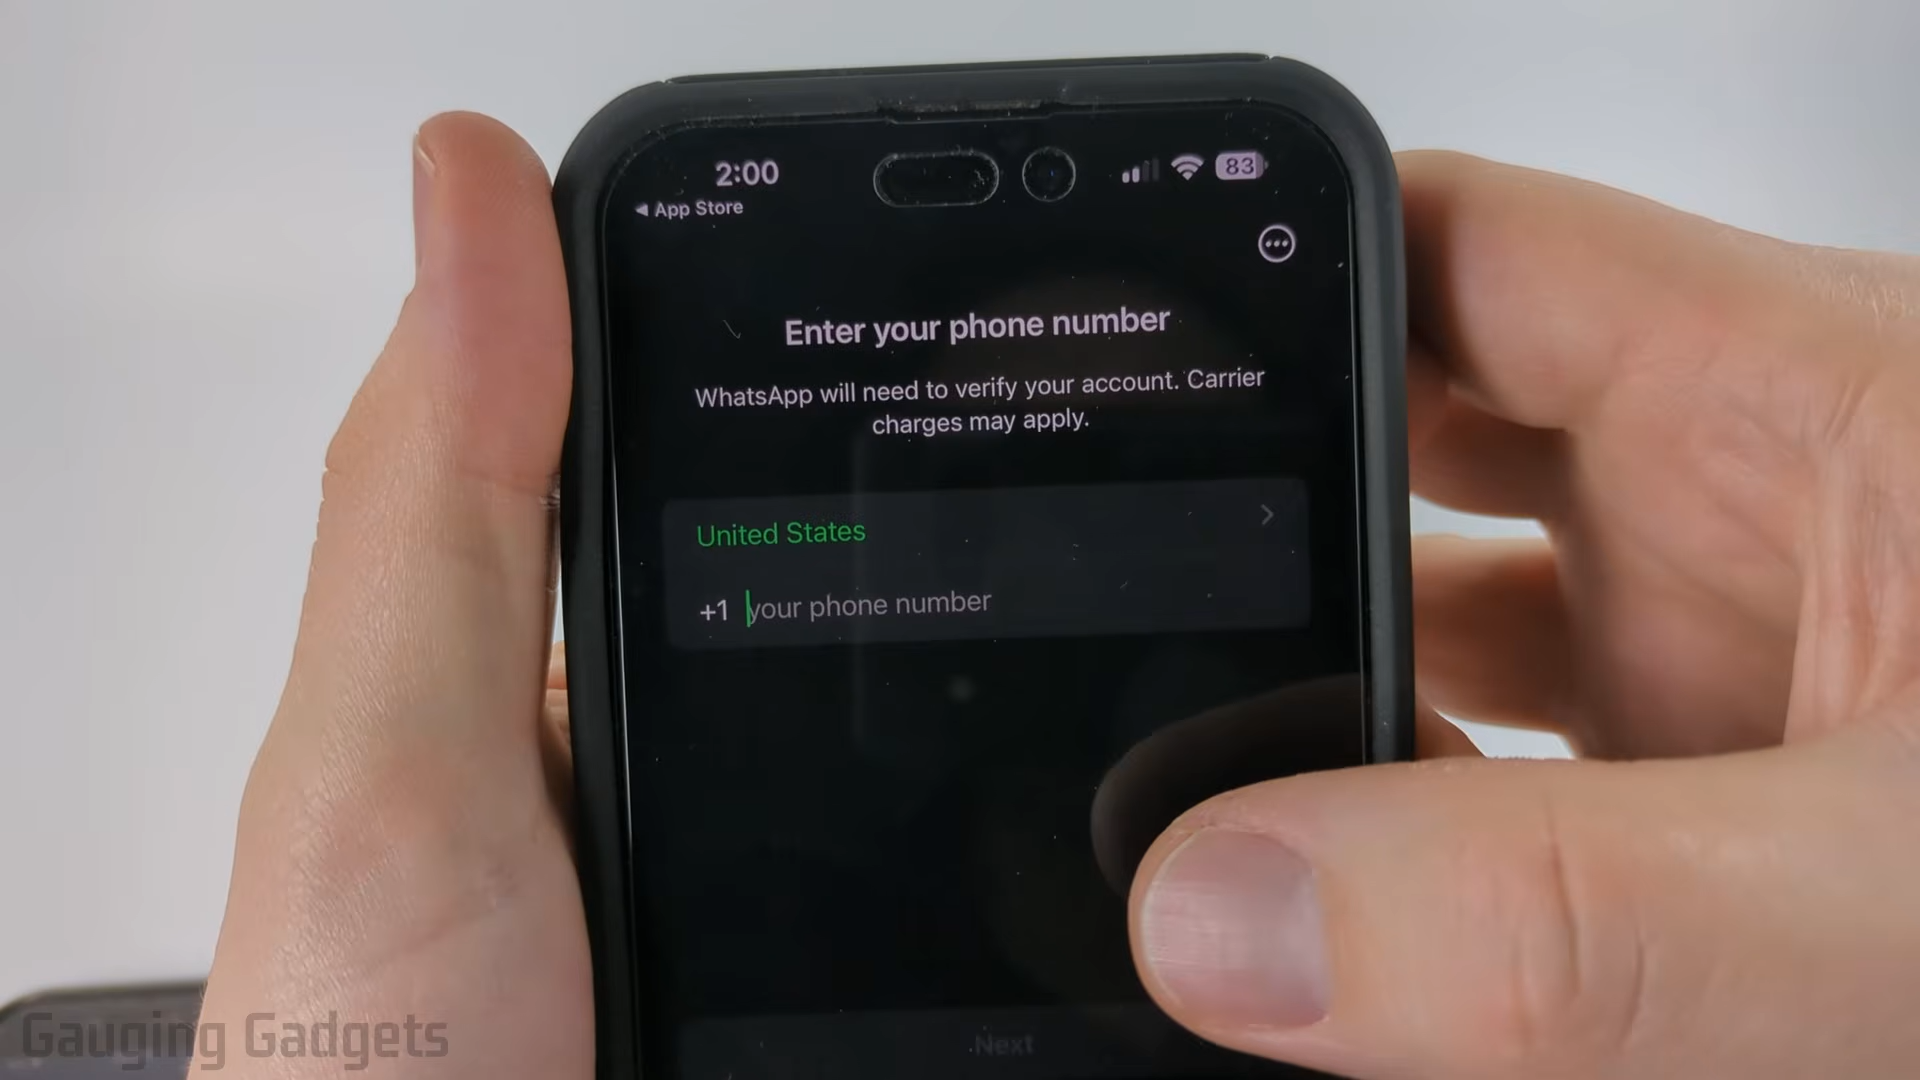 2:00
83
◀ App Store
Enter your phone number
WhatsApp will need to verify your account. Carrier
charges may apply.
United States
+1 your phone number
Next
Gauging Gadgets